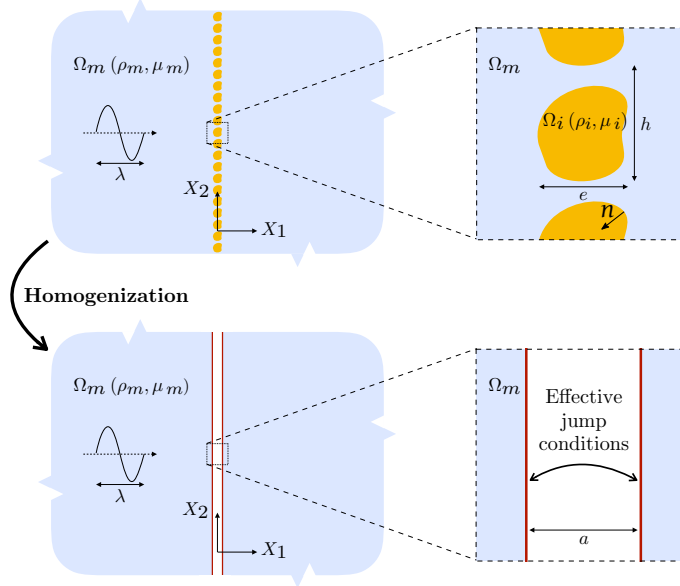 Ωm (ρm, μm)
λ
X2
X1
Ωm
Ωi (ρi, μi)
h
e
n
Homogenization
Ωm (ρm, μm)
λ
X2
X1
Ωm
Effective
jump
conditions
a